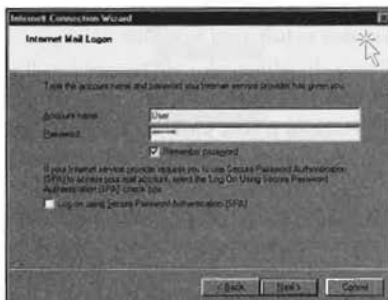 Internet Connection Wizard
Internet Mail Logon
Type the account name and password your Internet service provider has given you.
Account name: User
Password:
Remember password
If your Internet service provider requires you to use Secure Password Authentication
(SPA) to access your mail account, select the Log On Using Secure Password
Authentication (SPA) check box.
Log on using Secure Password Authentication (SPA)
< Back Next > Cancel